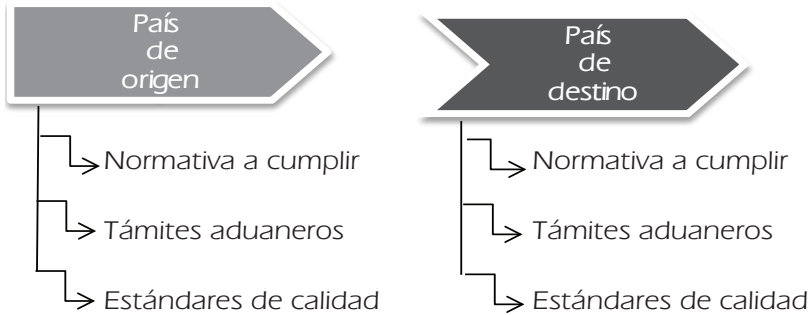 País
de
origen
Normativa a cumplir
Támites aduaneros
Estándares de calidad
País
de
destino
Normativa a cumplir
Támites aduaneros
Estándares de calidad